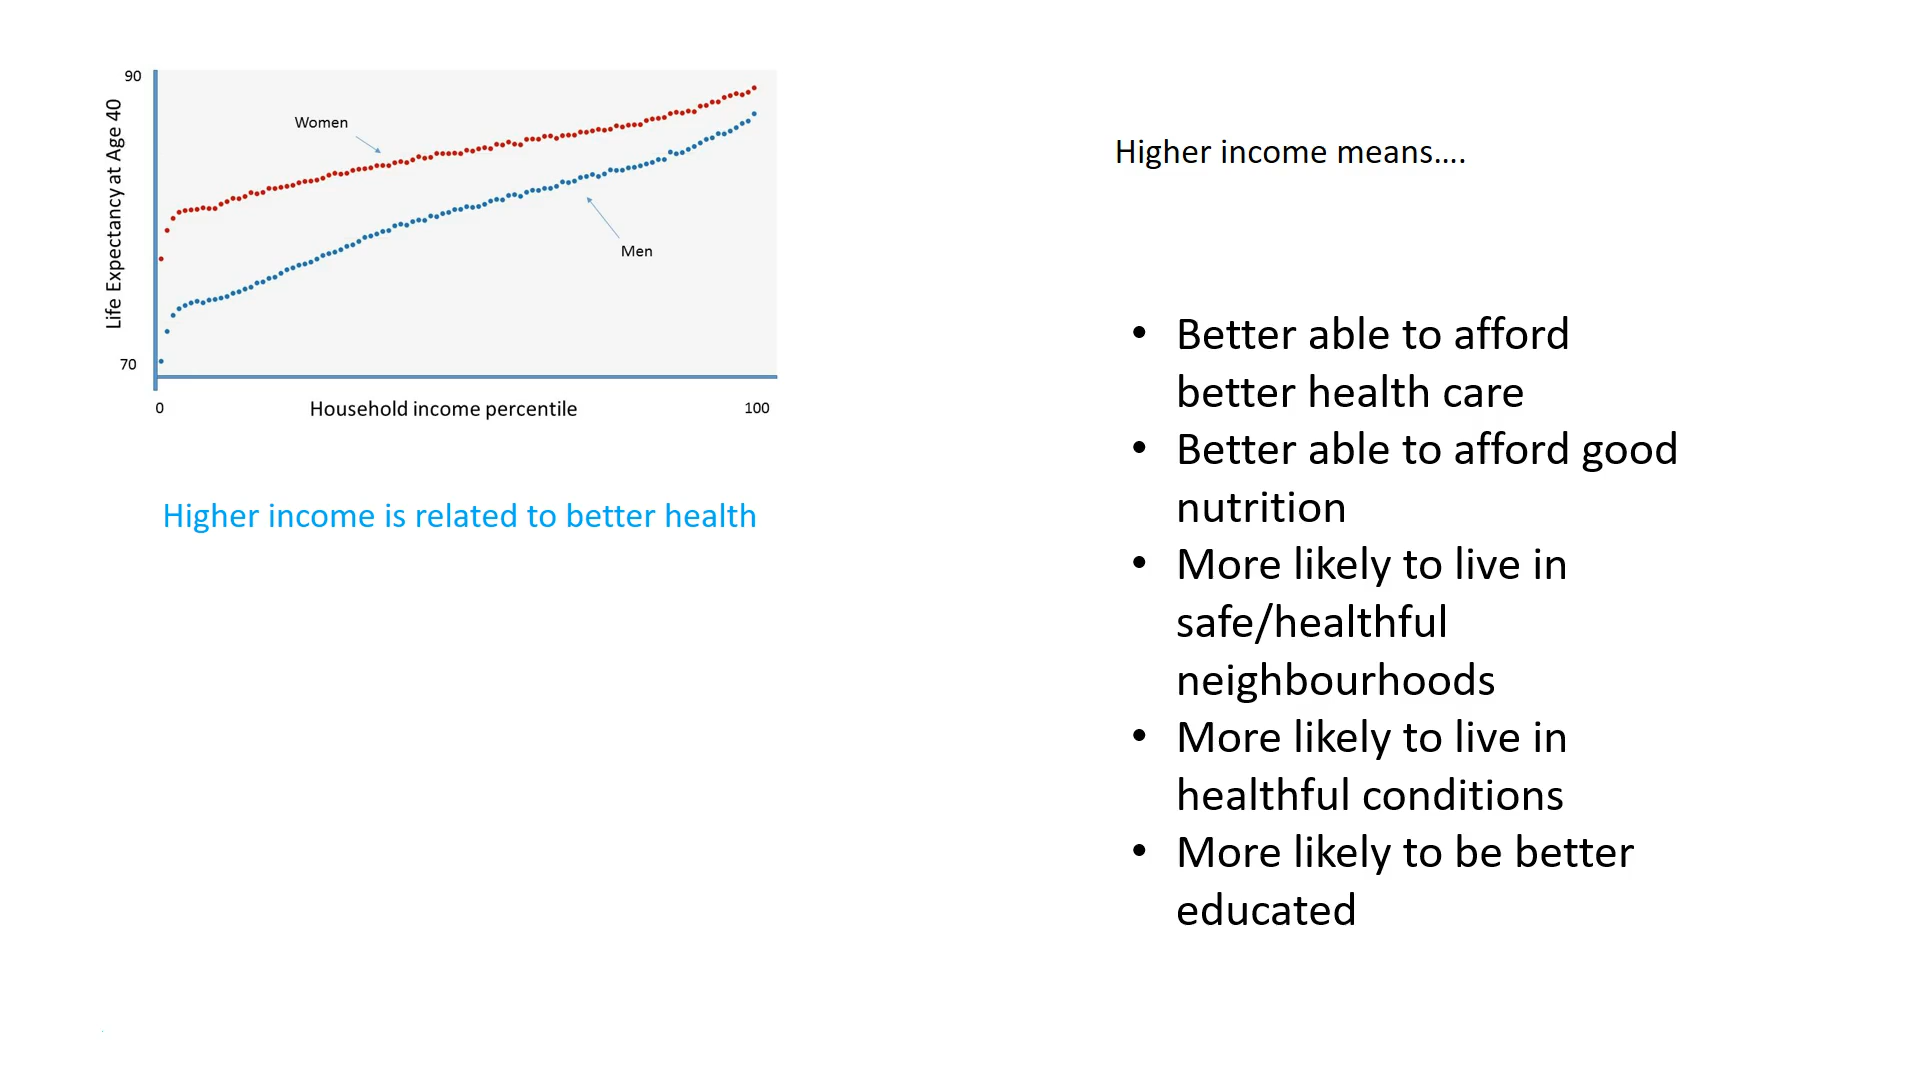 90
Life Expectancy at Age 40
Women
Men
70
0
Household income percentile
100
Higher income is related to better health
Higher income means....
• Better able to afford
better health care
• Better able to afford good
nutrition
• More likely to live in
safe/healthful
neighbourhoods
• More likely to live in
healthful conditions
• More likely to be better
educated